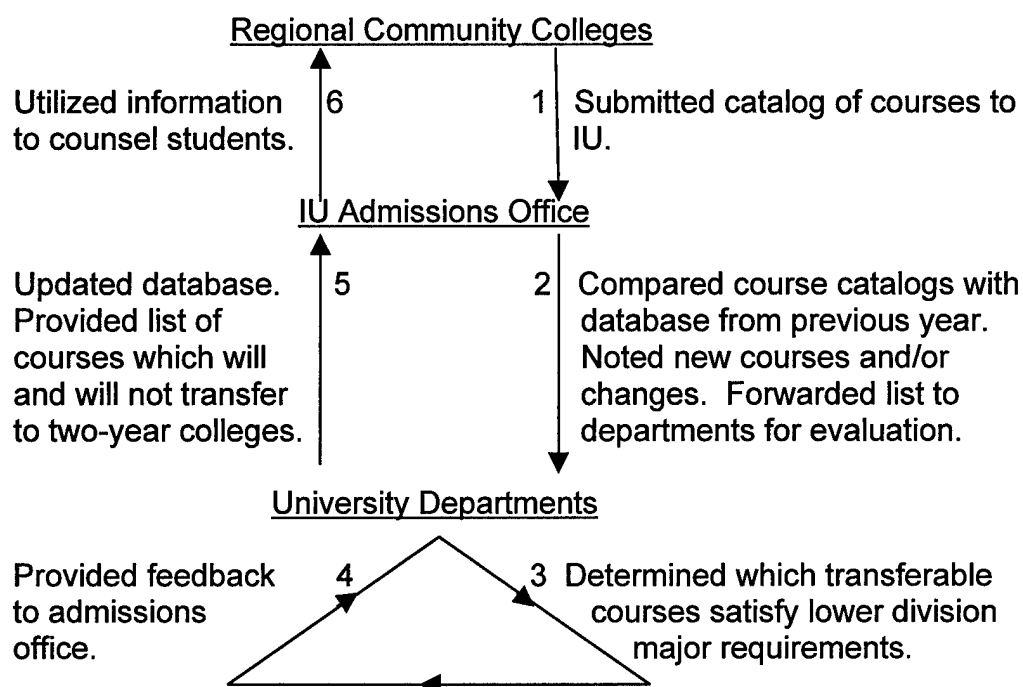 Regional Community Colleges
Utilized information
to counsel students.
6
1
Submitted catalog of courses to
IU.
IU Admissions Office
Updated database.
Provided list of
courses which will
and will not transfer
to two-year colleges.
5
2
Compared course catalogs with
database from previous year.
Noted new courses and/or
changes. Forwarded list to
departments for evaluation.
University Departments
Provided feedback
to admissions
office.
4
3
Determined which transferable
courses satisfy lower division
major requirements.